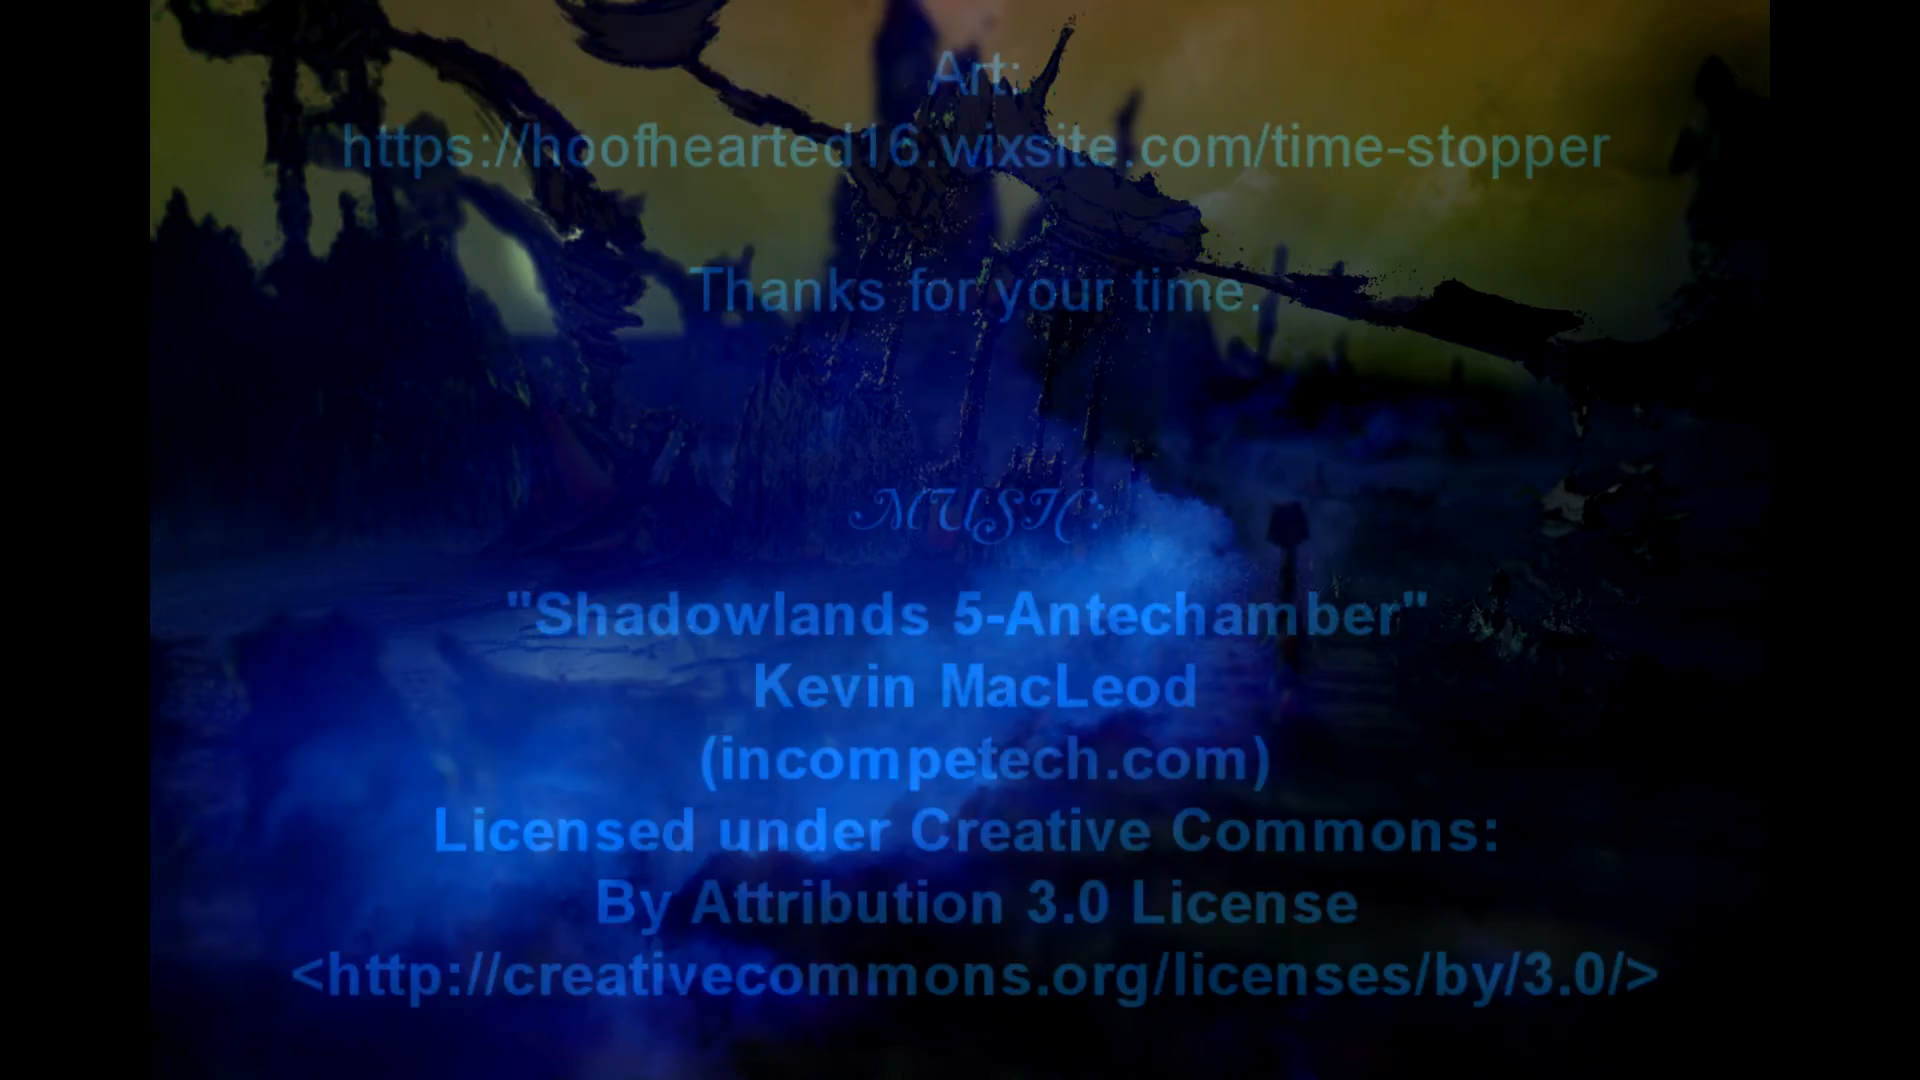 Art:
https://hoofhearted16.wixsite.com/time-stopper
Thanks for your time.
MUSIC:
"Shadowlands 5-Antechamber"
Kevin MacLeod
(incompetech.com)
Licensed under Creative Commons:
By Attribution 3.0 License
<http://creativecommons.org/licenses/by/3.0/>